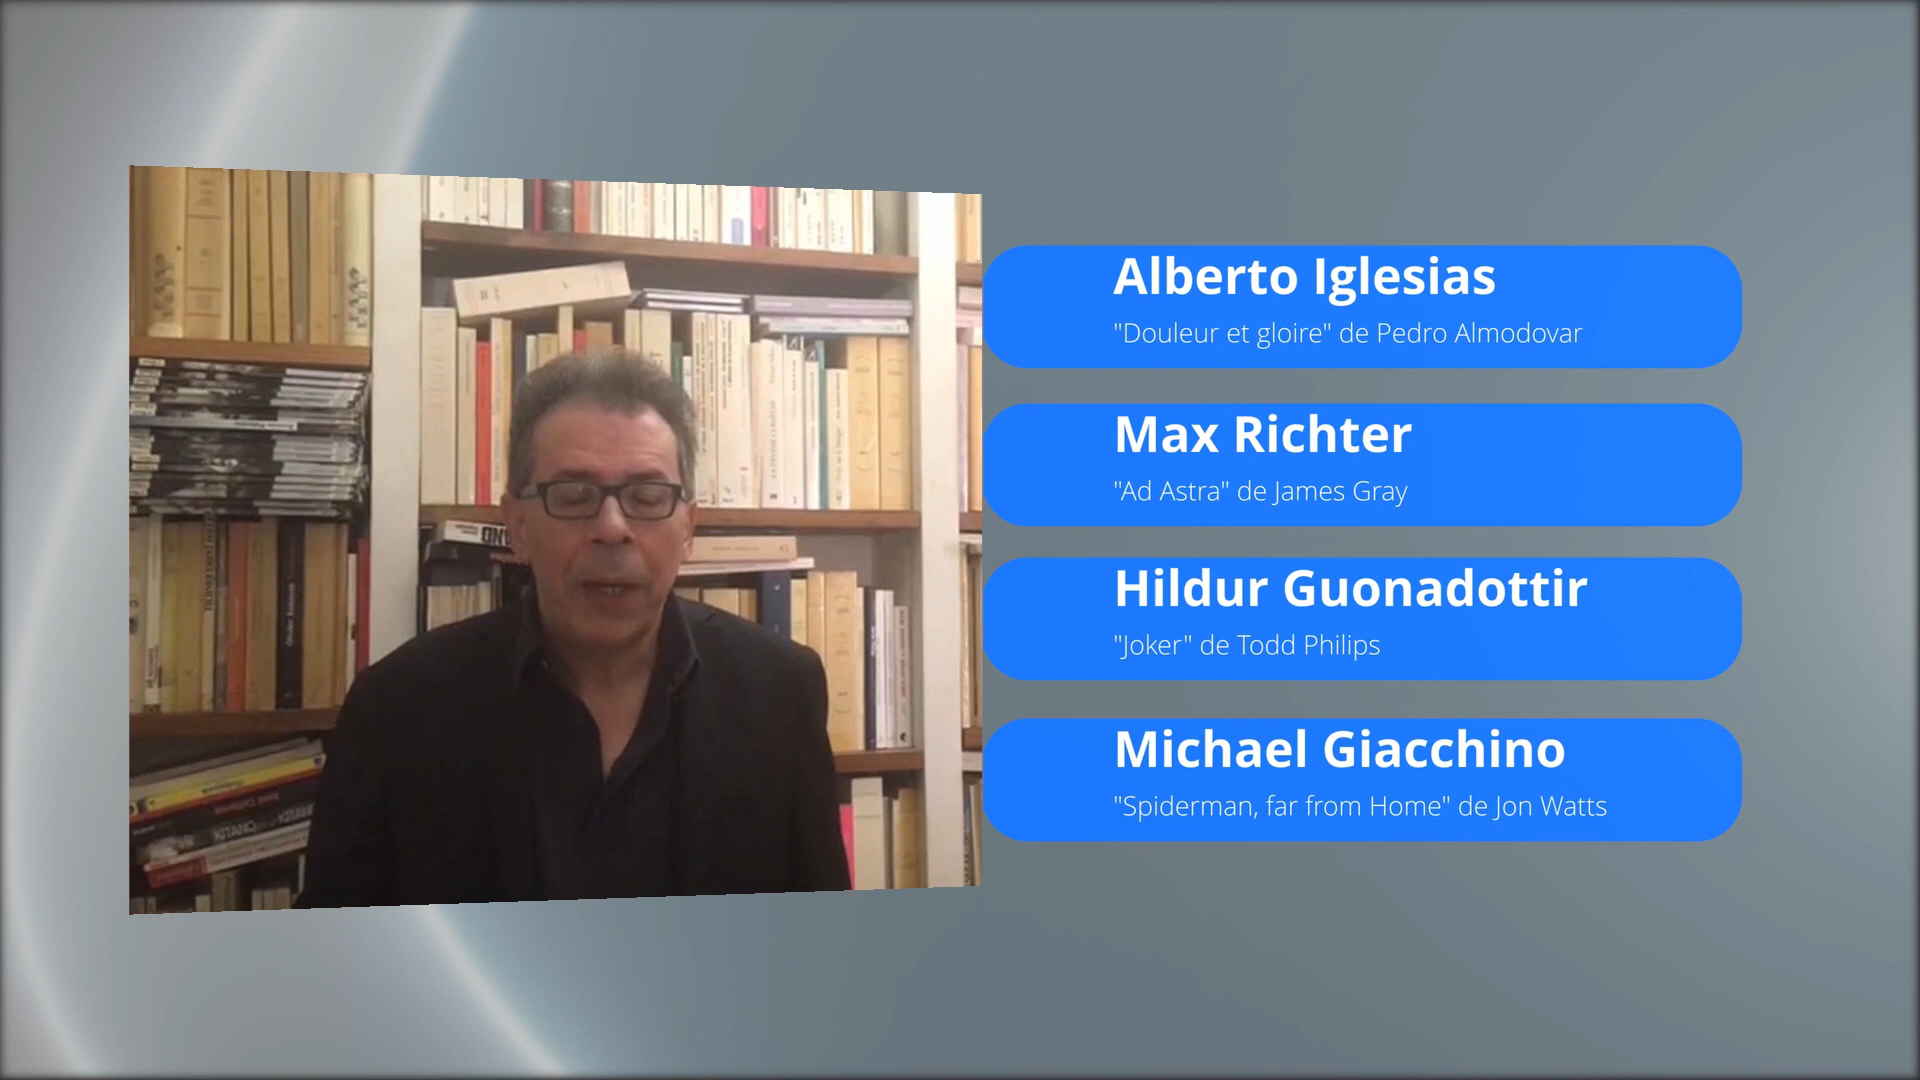 Alberto Iglesias
"Douleur et gloire" de Pedro Almodovar
Max Richter
"Ad Astra" de James Gray
Hildur Guonadottir
"Joker" de Todd Philips
Michael Giacchino
"Spiderman, far from Home" de Jon Watts